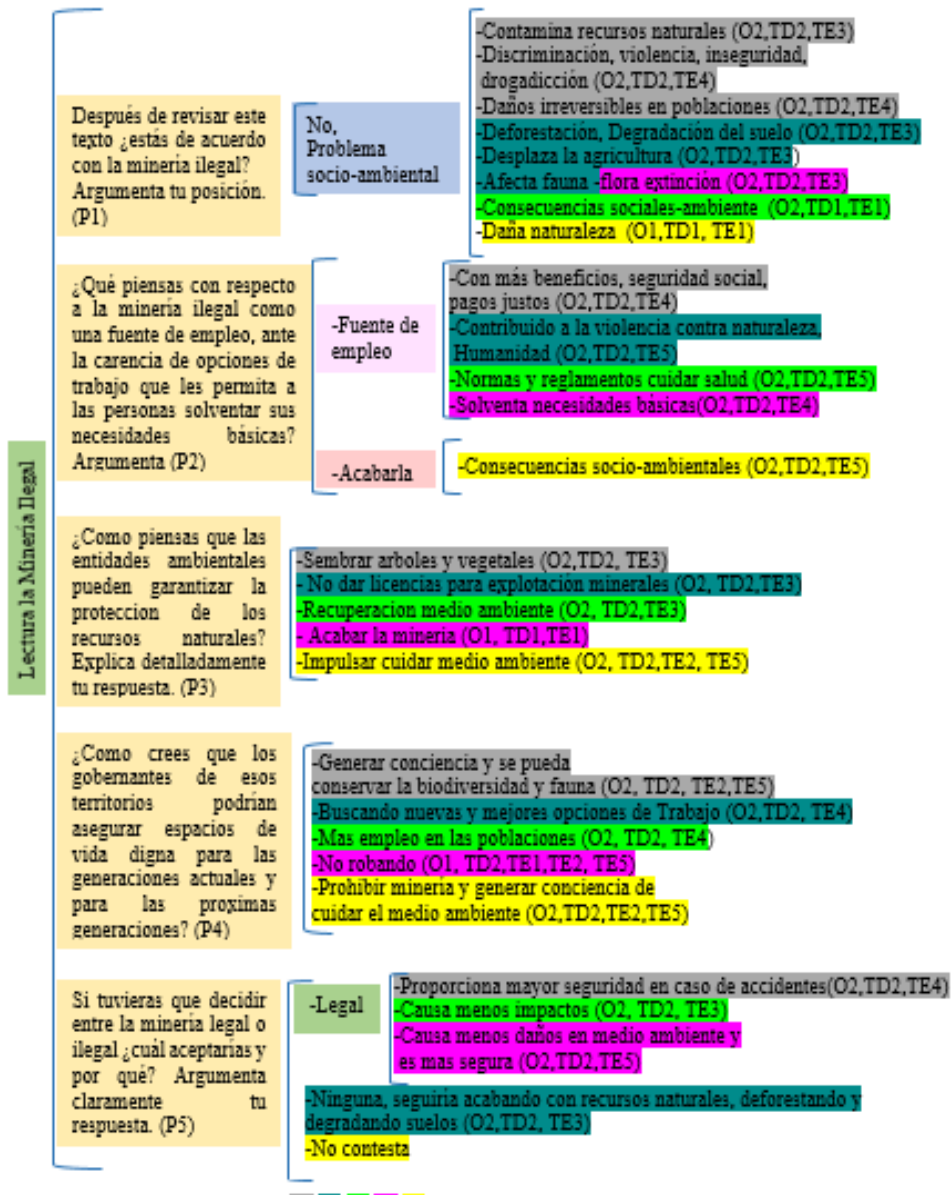 Lectura la Minería Ilegal
Después de revisar este
texto ¿estás de acuerdo
con la minería ilegal?
Argumenta tu posición.
(P1)
No,
Problema
socio-ambiental
-Contamina recursos naturales (O2,TD2,TE3)
-Discriminación, violencia, inseguridad,
drogadicción (O2,TD2,TE4)
-Daños irreversibles en poblaciones (O2,TD2,TE4)
-Deforestación, Degradación del suelo (O2,TD2,TE3)
-Desplaza la agricultura (O2,TD2,TE3)
-Afecta fauna -flora extinción (O2,TD2,TE3)
-Consecuencias sociales-ambiente (O2,TD1,TE1)
-Daña naturaleza (O1,TD1, TE1)
¿Qué piensas con respecto
a la minería ilegal como
una fuente de empleo, ante
la carencia de opciones de
trabajo que les permita a
las personas solventar sus
necesidades básicas?
Argumenta (P2)
-Fuente de
empleo
-Con más beneficios, seguridad social,
pagos justos (O2,TD2,TE4)
-Contribuido a la violencia contra naturaleza,
Humanidad (O2,TD2,TE5)
-Normas y reglamentos cuidar salud (O2,TD2,TE5)
-Solventa necesidades básicas(O2,TD2,TE4)
-Acabarla
-Consecuencias socio-ambientales (O2,TD2,TE5)
¿Como piensas que las
entidades ambientales
pueden garantizar la
proteccion de los
recursos naturales?
Explica detalladamente
tu respuesta. (P3)
-Sembrar arboles y vegetales (O2,TD2, TE3)
- No dar licencias para explotación minerales (O2, TD2,TE3)
-Recuperacion medio ambiente (O2, TD2,TE3)
- Acabar la minería (O1, TD1,TE1)
-Impulsar cuidar medio ambiente (O2, TD2,TE2, TE5)
¿Como crees que los
gobernantes de esos
territorios podrían
asegurar espacios de
vida digna para las
generaciones actuales y
para las proximas
generaciones? (P4)
-Generar conciencia y se pueda
conservar la biodiversidad y fauna (O2, TD2, TE2,TE5)
-Buscando nuevas y mejores opciones de Trabajo (O2,TD2, TE4)
-Mas empleo en las poblaciones (O2, TD2, TE4)
-No robando (O1, TD2,TE1,TE2, TE5)
-Prohibir minería y generar conciencia de
cuidar el medio ambiente (O2,TD2,TE2,TE5)
Si tuvieras que decidir
entre la minería legal o
ilegal ¿cuál aceptarías y
por qué? Argumenta
claramente tu
respuesta. (P5)
-Legal
-Proporciona mayor seguridad en caso de accidentes(O2,TD2,TE4)
-Causa menos impactos (O2, TD2, TE3)
-Causa menos daños en medio ambiente y
es mas segura (O2,TD2,TE5)
-Ninguna, seguiria acabando con recursos naturales, deforestando y
degradando suelos (O2,TD2, TE3)
-No contesta